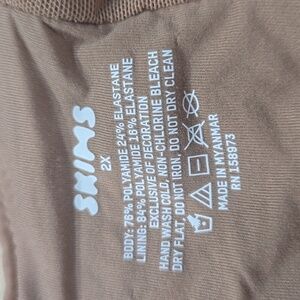 SKIMS
2X
BODY: 76% POLYAMIDE 24% ELASTANE
LINING: 84% POLYAMIDE 16% ELASTANE
EXCLUSIVE OF DECORATION
HAND WASH COLD, NON-CHLORINE BLEACH
DRY FLAT, DO NOT IRON, DO NOT DRY CLEAN
MADE IN MYANMAR
RN 158973